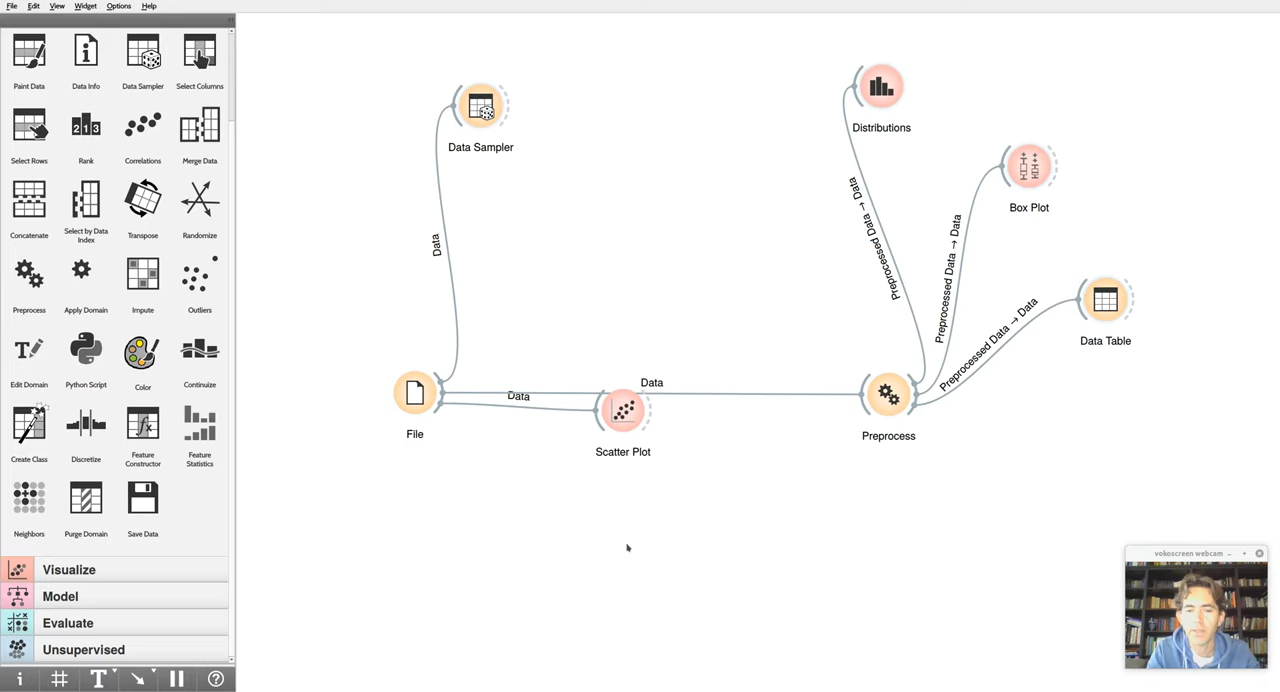 File Edit View Widget Options Help
Paint Data Data Info Data Sampler Select Columns
Select Rows Rank Correlations Merge Data
Concatenate Select by Data Index Transpose Randomize
Preprocess Apply Domain Impute Outliers
Edit Domain Python Script Color Continuize
Create Class Discretize Feature Constructor Feature Statistics
Neighbors Purge Domain Save Data
Visualize
Model
Evaluate
Unsupervised
Data Sampler
Distributions
Box Plot
Data Table
Data
Preprocessed Data → Data
Preprocessed Data → Data
Preprocessed Data → Data
Data
Data
File
Scatter Plot
Preprocess
vokoscreen webcam